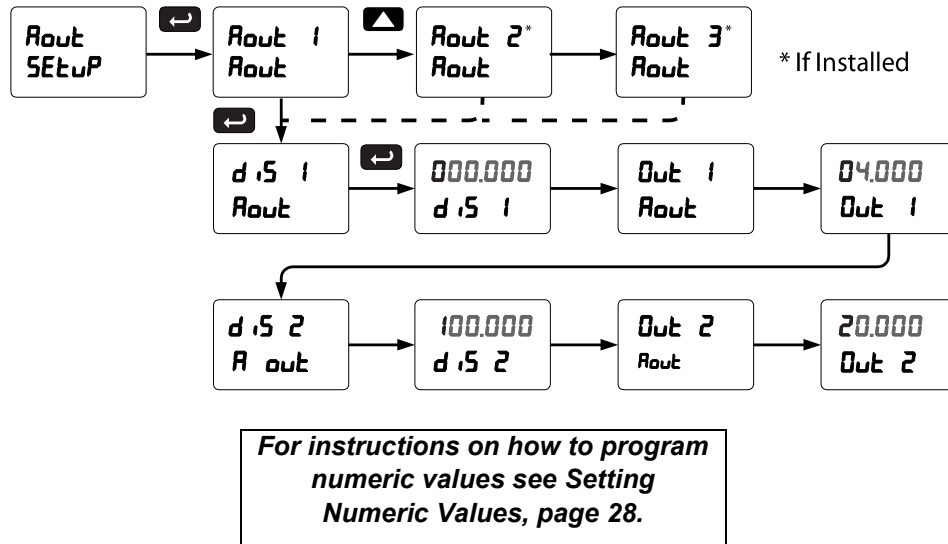 Aout
SEtuP
Aout 1
Aout
Aout 2*
Aout
Aout 3*
Aout
* If Installed
diS 1
Aout
000.000
diS 1
Out 1
Aout
04.000
Out 1
diS 2
A out
100.000
diS 2
Out 2
Aout
20.000
Out 2
For instructions on how to program
numeric values see Setting
Numeric Values, page 28.